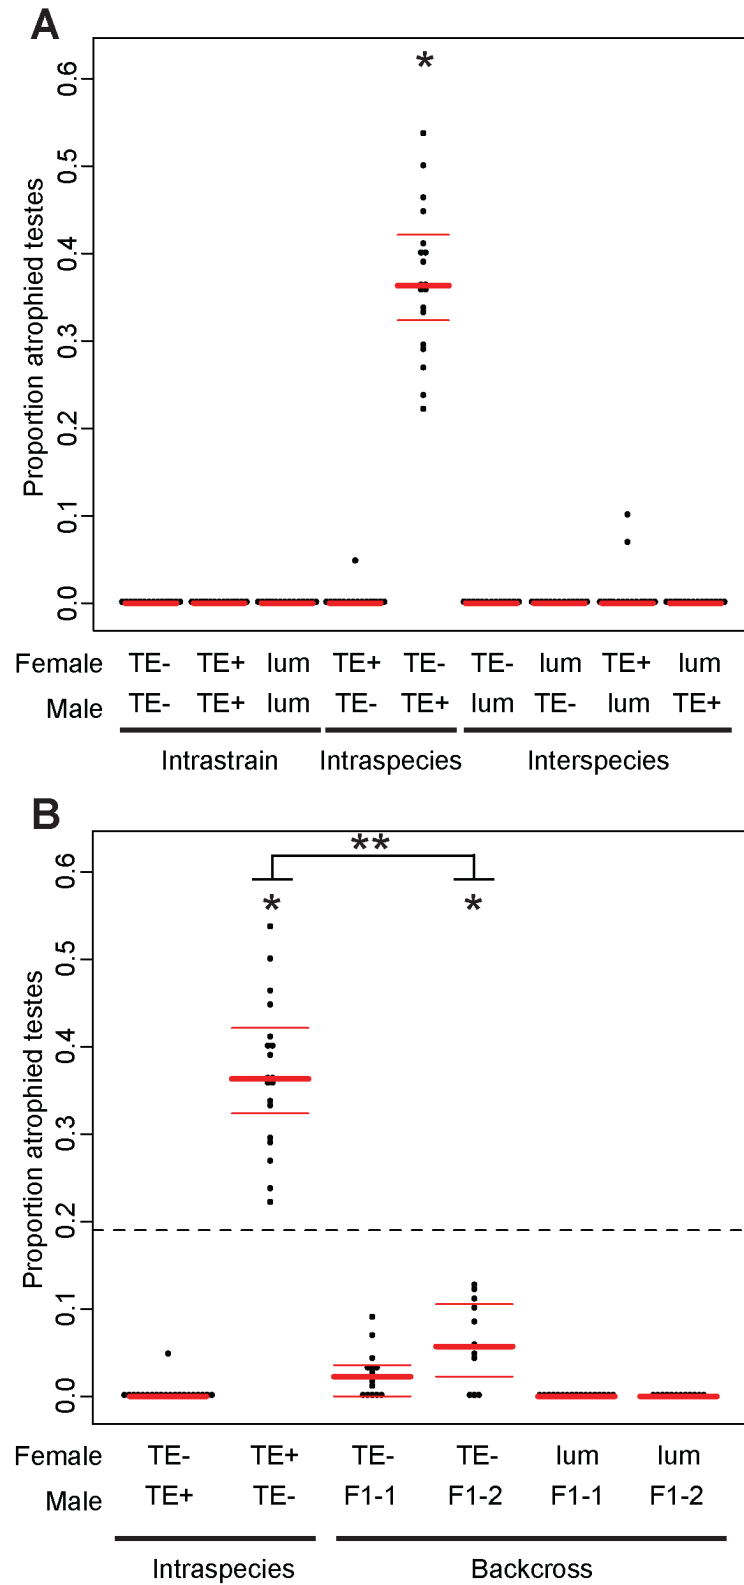 A
*
0.6
0.5
0.4
0.3
0.2
0.1
0.0
Proportion atrophied testes
Female TE- TE+ lum TE+ TE- TE- lum TE+ lum
Male TE- TE+ lum TE- TE+ lum TE- lum TE+
Intrastrain Intraspecies Interspecies
B
**
* *
0.6
0.5
0.4
0.3
0.2
0.1
0.0
Proportion atrophied testes
Female TE- TE+ TE- TE- lum lum
Male TE+ TE- F1-1 F1-2 F1-1 F1-2
Intraspecies Backcross